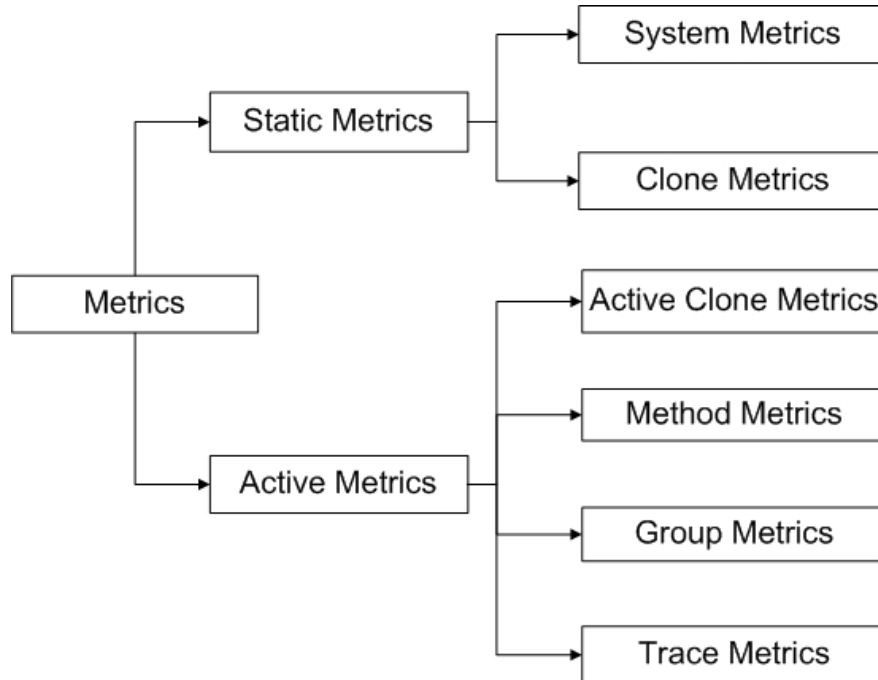 System Metrics
Static Metrics
Clone Metrics
Metrics
Active Clone Metrics
Method Metrics
Active Metrics
Group Metrics
Trace Metrics